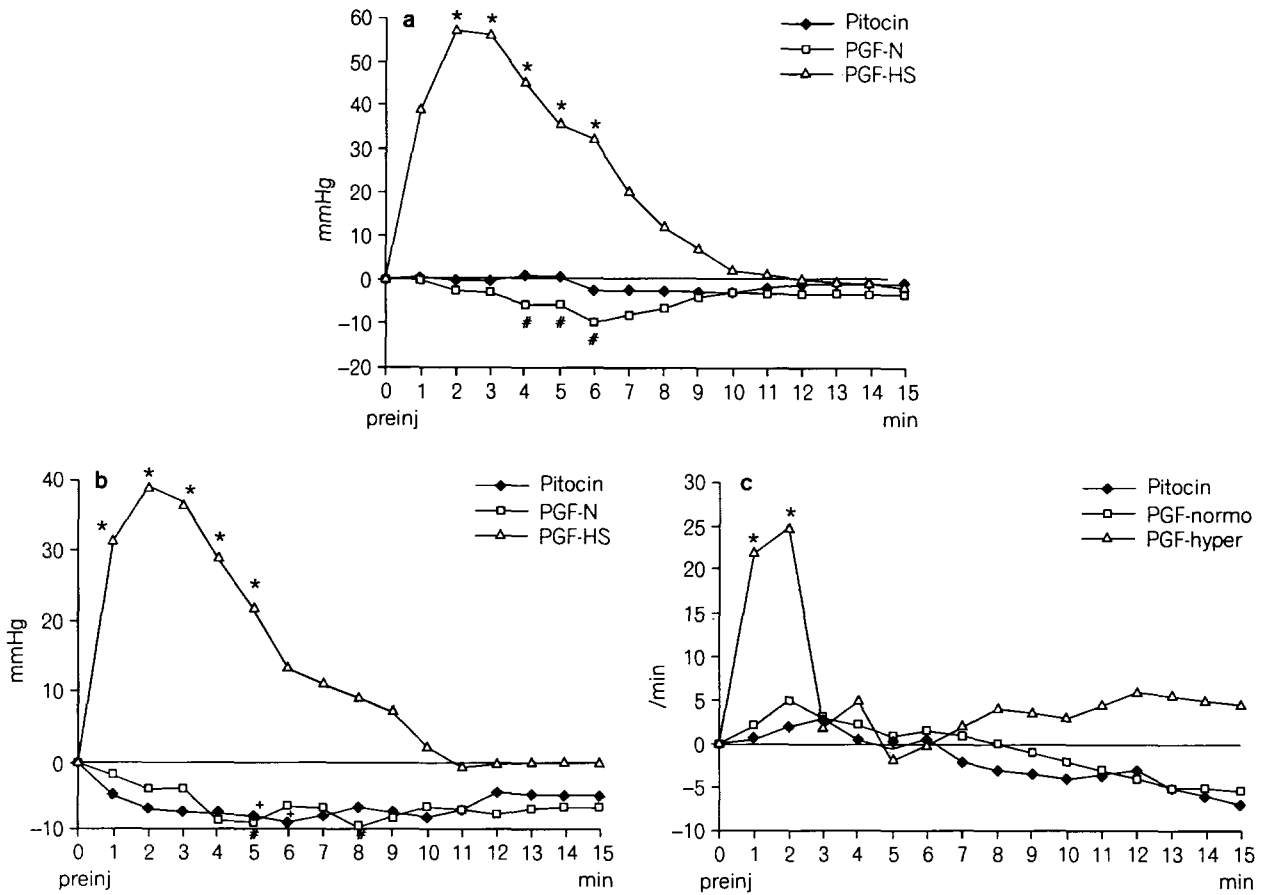 a
Pitocin
PGF-N
PGF-HS
60
50
40
30
20
10
0
−10
−20
mmHg
* * * * *
# # #
0 1 2 3 4 5 6 7 8 9 10 11 12 13 14 15
preinj min
b
Pitocin
PGF-N
PGF-HS
40
30
20
10
0
−10
mmHg
* * * * *
+ +
# #
0 1 2 3 4 5 6 7 8 9 10 11 12 13 14 15
preinj min
c
Pitocin
PGF-normo
PGF-hyper
30
25
20
15
10
5
0
−5
−10
/min
* *
0 1 2 3 4 5 6 7 8 9 10 11 12 13 14 15
preinj min